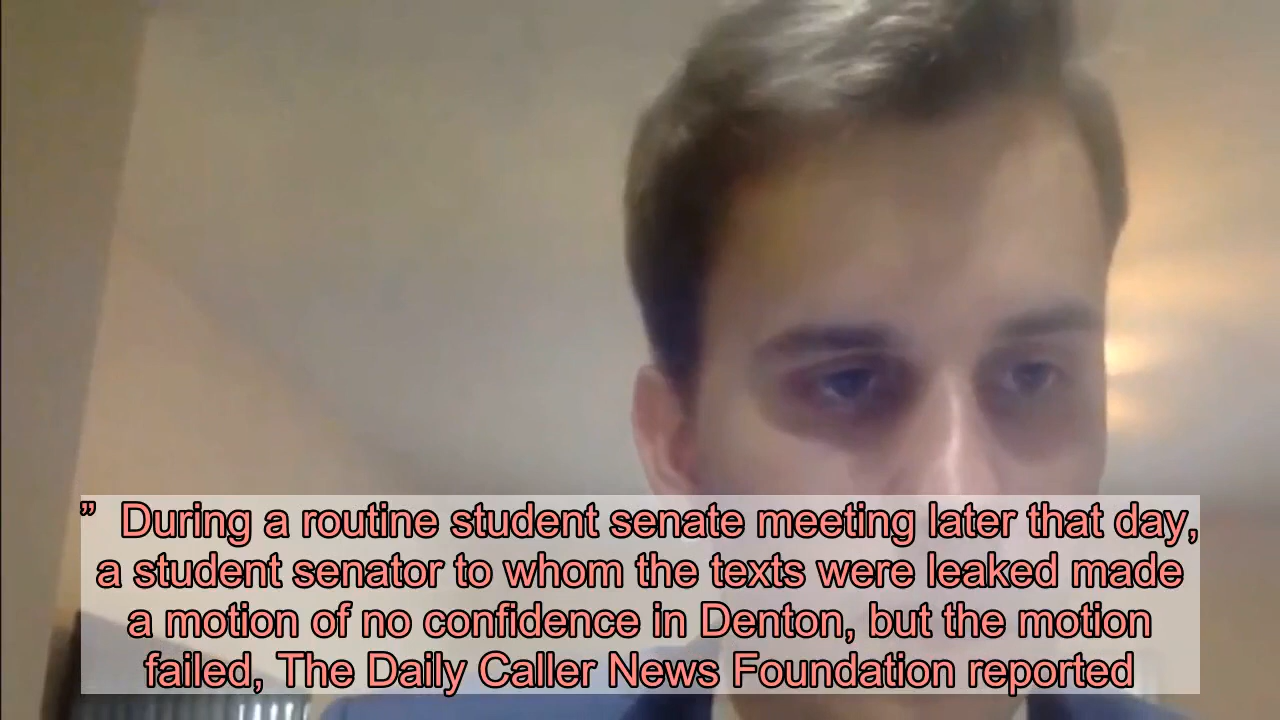 ”  During a routine student senate meeting later that day,
a student senator to whom the texts were leaked made
a motion of no confidence in Denton, but the motion
failed, The Daily Caller News Foundation reported